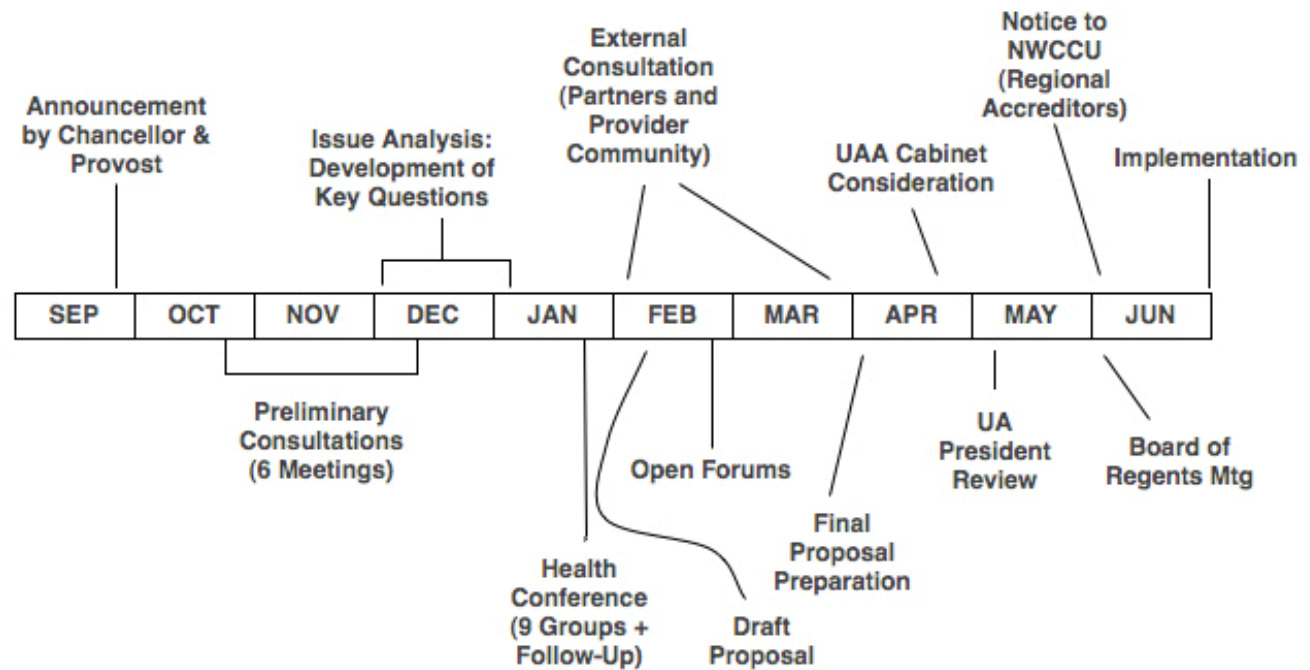 Announcement
by Chancellor &
Provost
Issue Analysis:
Development of
Key Questions
External
Consultation
(Partners and
Provider
Community)
UAA Cabinet
Consideration
Notice to
NWCCU
(Regional
Accreditors)
Implementation
SEP OCT NOV DEC JAN FEB MAR APR MAY JUN
Preliminary
Consultations
(6 Meetings)
Health
Conference
(9 Groups +
Follow-Up)
Draft
Proposal
Open Forums
Final
Proposal
Preparation
UA
President
Review
Board of
Regents Mtg